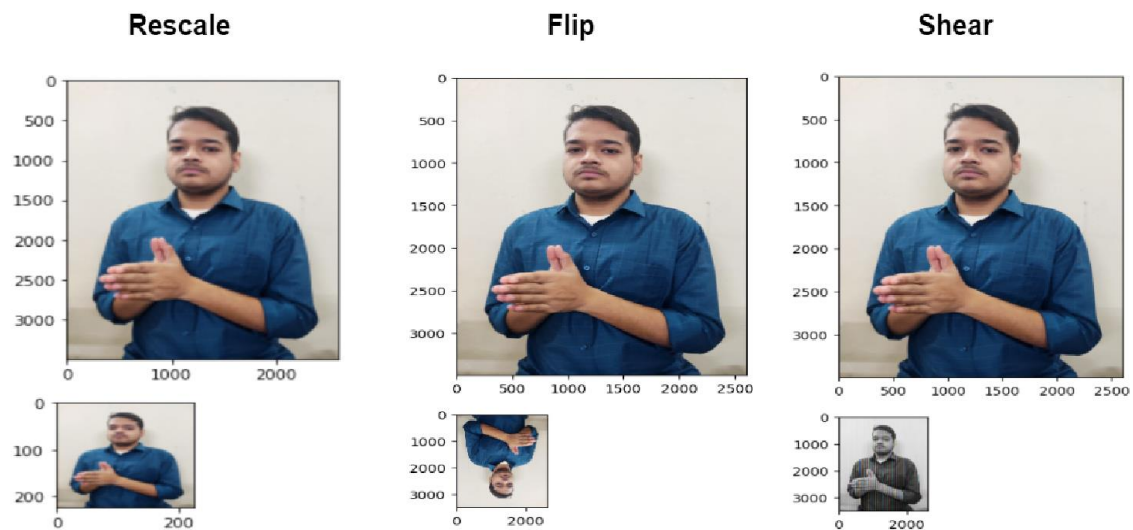 Rescale Flip Shear
0 0 0
500 500 500
1000 1000 1000
1500 1500 1500
2000 2000 2000
2500 2500 2500
3000 3000 3000
0 1000 2000 0 500 1000 1500 2000 2500 0 500 1000 1500 2000 2500
0 0 0
100 1000 1000
200 2000 2000
3000 3000
0 200 0 2000 0 2000